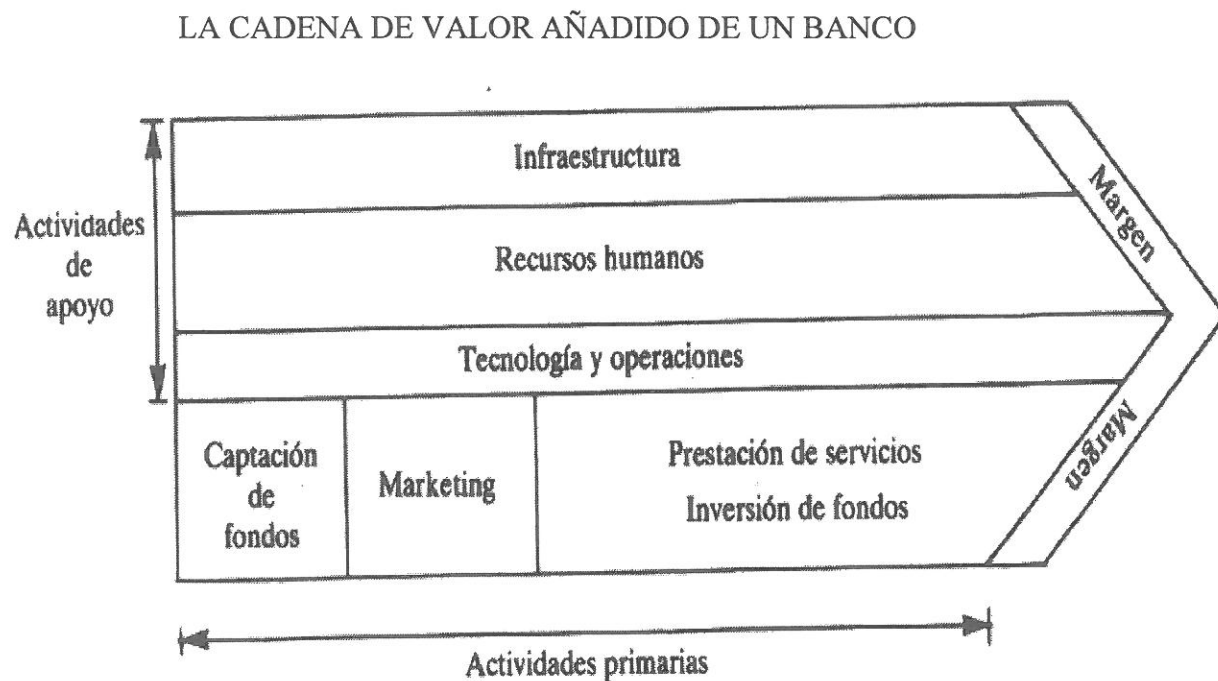 LA CADENA DE VALOR AÑADIDO DE UN BANCO
Infraestructura
Margen
Actividades
de
apoyo
Recursos humanos
Tecnología y operaciones
Captación
de
fondos
Marketing
Prestación de servicios
Inversión de fondos
Margen
Actividades primarias